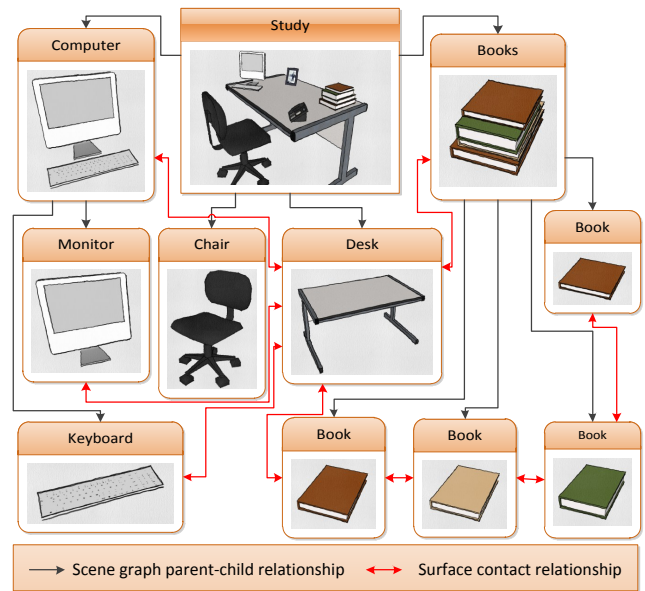 Study
Computer
Books
Book
Monitor
Chair
Desk
Keyboard
Book
Book
Book
Scene graph parent-child relationship
Surface contact relationship